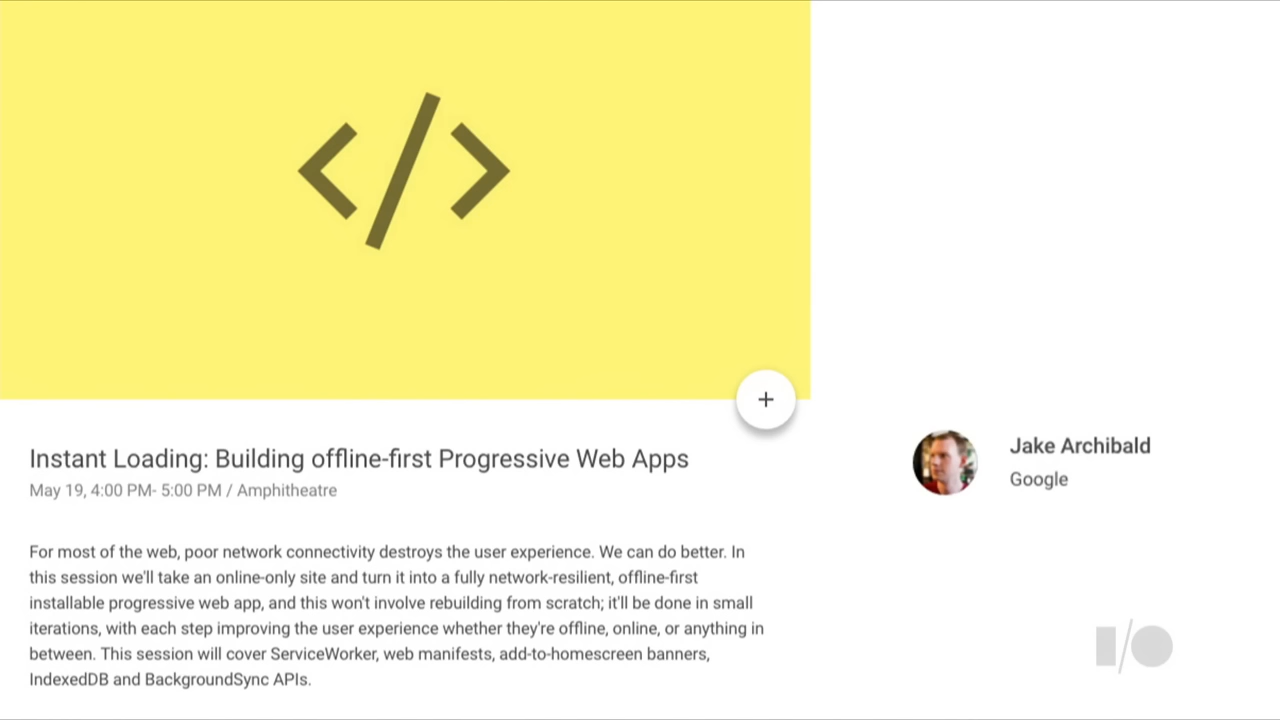 Instant Loading: Building offline-first Progressive Web Apps
May 19, 4:00 PM- 5:00 PM / Amphitheatre
For most of the web, poor network connectivity destroys the user experience. We can do better. In
this session we'll take an online-only site and turn it into a fully network-resilient, offline-first
installable progressive web app, and this won't involve rebuilding from scratch; it'll be done in small
iterations, with each step improving the user experience whether they're offline, online, or anything in
between. This session will cover ServiceWorker, web manifests, add-to-homescreen banners,
IndexedDB and BackgroundSync APIs.
Jake Archibald
Google
I/O